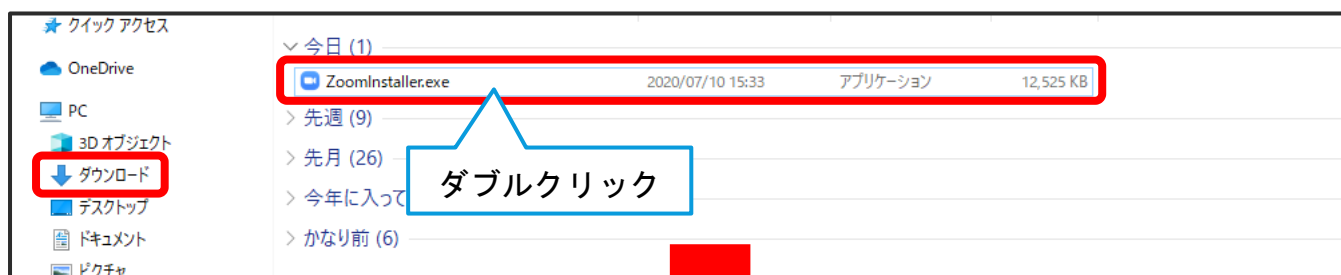 クイック アクセス
OneDrive
PC
3D オブジェクト
ダウンロード
デスクトップ
ドキュメント
ピクチャ
今日 (1)
ZoomInstaller.exe 2020/07/10 15:33 アプリケーション 12,525 KB
先週 (9)
先月 (26)
今年に入って
かなり前 (6)
ダブルクリック